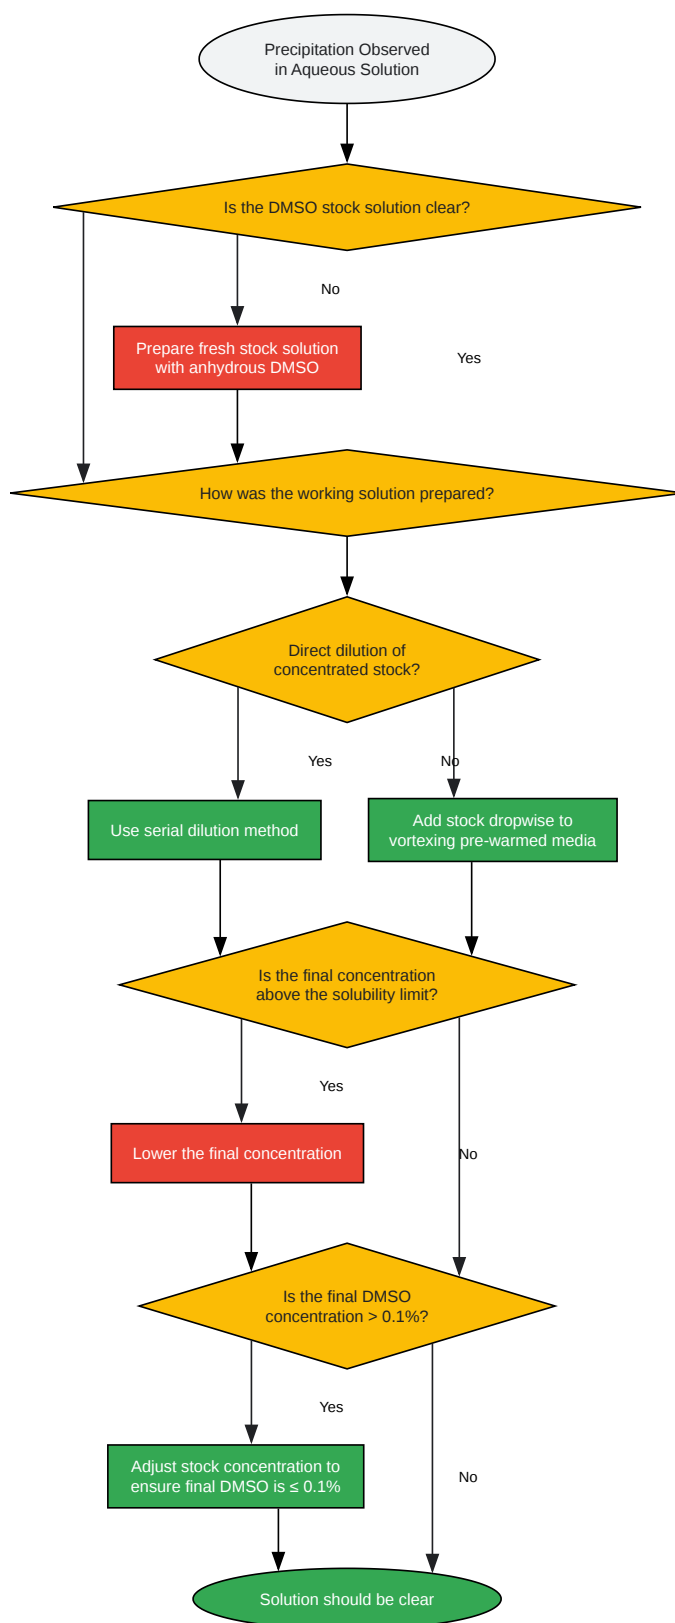 Precipitation Observed
in Aqueous Solution
Is the DMSO stock solution clear?
No
Prepare fresh stock solution
with anhydrous DMSO
Yes
How was the working solution prepared?
Direct dilution of
concentrated stock?
Yes
No
Use serial dilution method
Add stock dropwise to
vortexing pre-warmed media
Is the final concentration
above the solubility limit?
Yes
Lower the final concentration
No
Is the final DMSO
concentration > 0.1%?
Yes
Adjust stock concentration to
ensure final DMSO is ≤ 0.1%
No
Solution should be clear